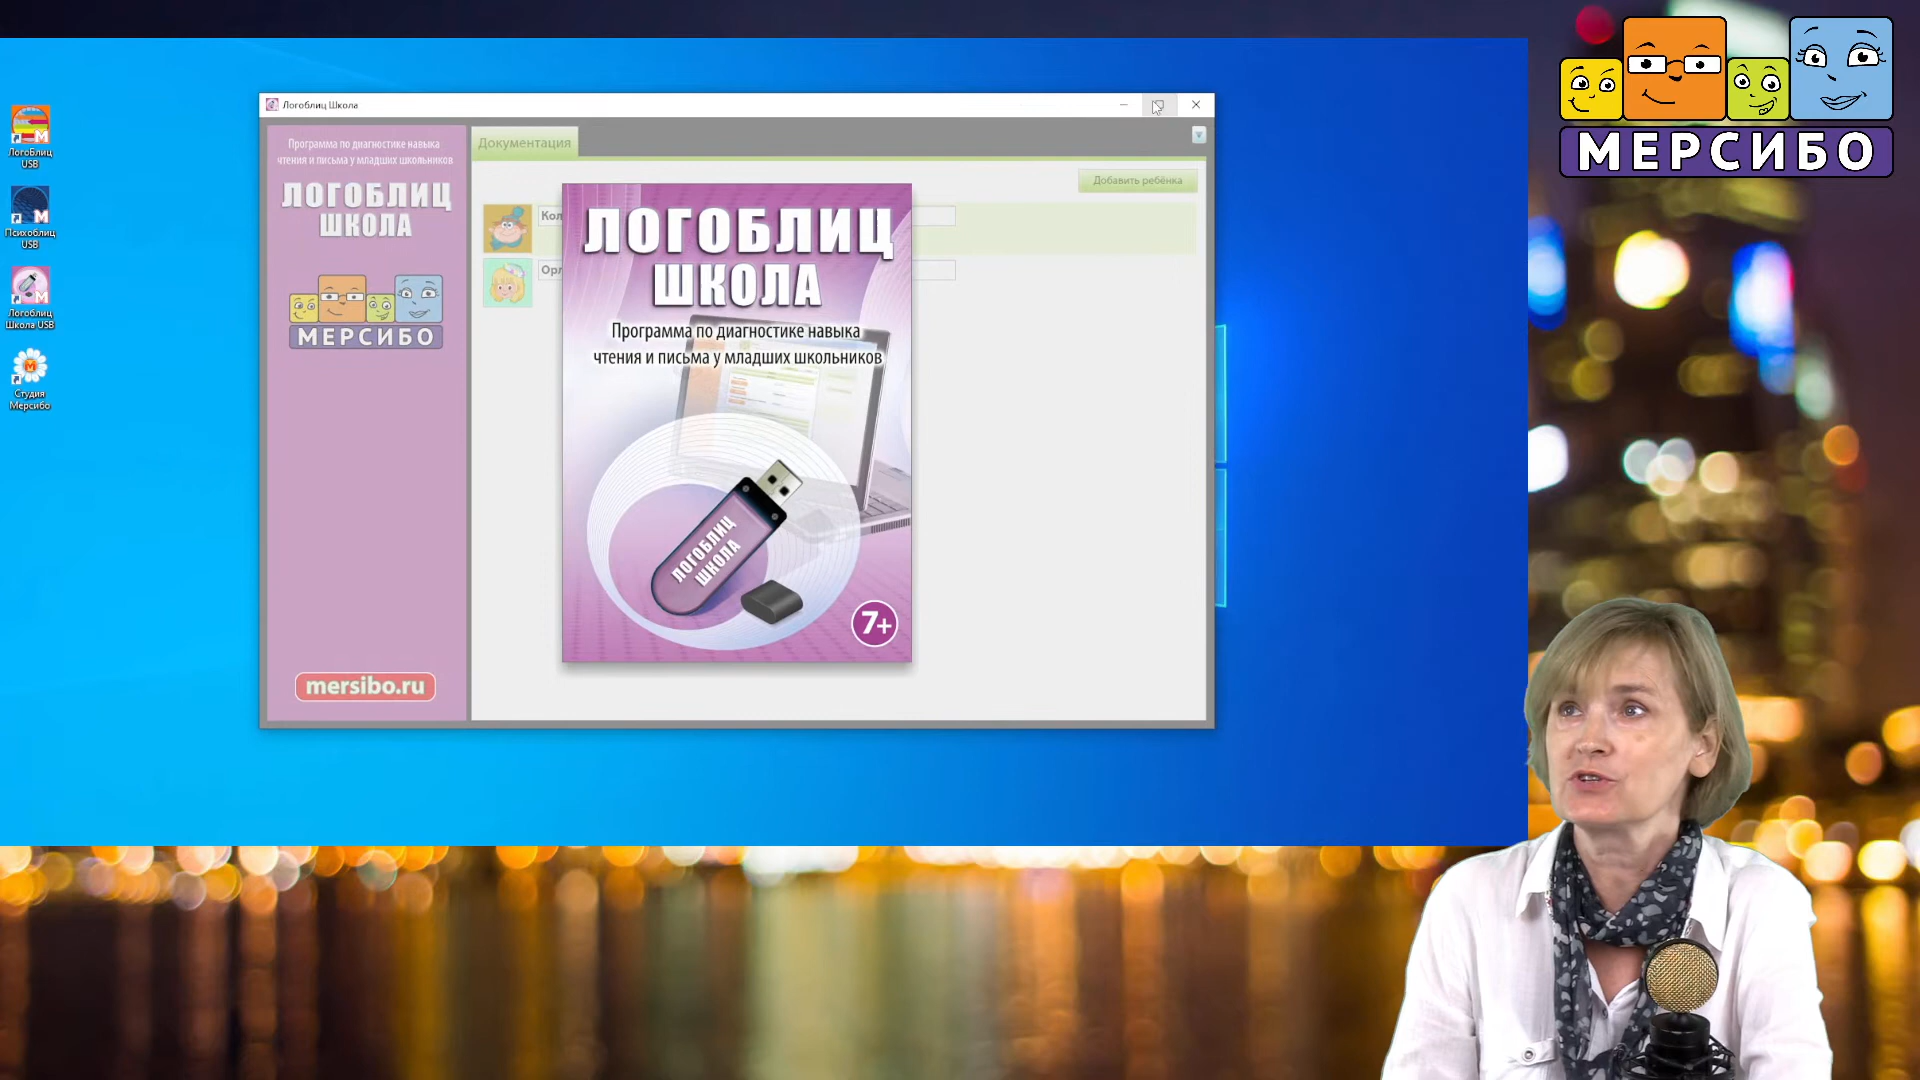 МЕРСИБО
ЛогоБлиц
USB
Психоблиц
USB
Логоблиц
Школа USB
Студия
Мерсибо
Логоблиц Школа
Программа по диагностике навыка
чтения и письма у младших школьников
ЛОГОБЛИЦ
ШКОЛА
МЕРСИБО
mersibo.ru
Документация
Добавить ребёнка
Кол
Орл
ЛОГОБЛИЦ
ШКОЛА
Программа по диагностике навыка
чтения и письма у младших школьников
ЛОГОБЛИЦ
ШКОЛА
7+